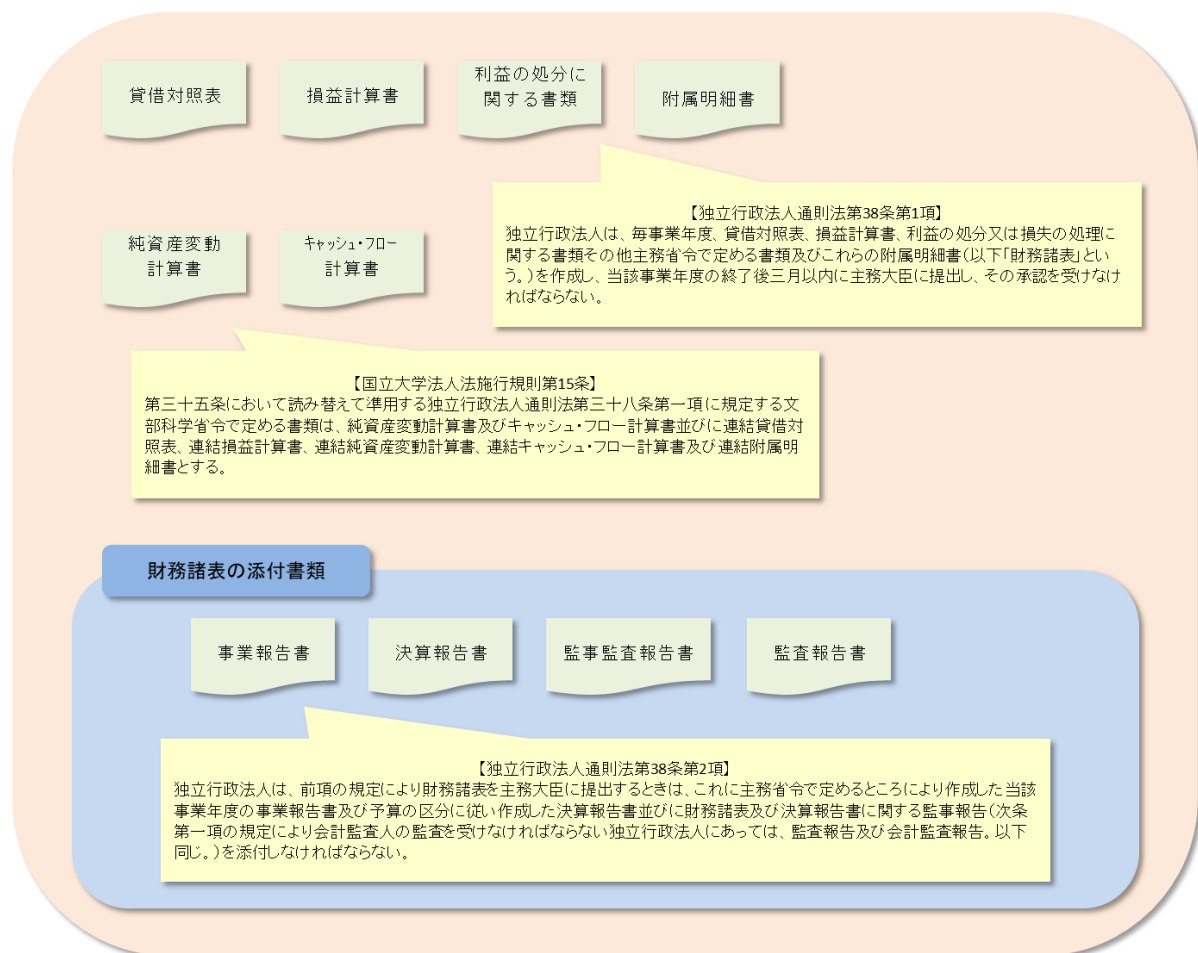 貸借対照表
損益計算書
利益の処分に
関する書類
附属明細書
【独立行政法人通則法第38条第1項】
独立行政法人は、毎事業年度、貸借対照表、損益計算書、利益の処分又は損失の処理に
関する書類その他主務省令で定める書類及びこれらの附属明細書(以下「財務諸表」とい
う。)を作成し、当該事業年度の終了後三月以内に主務大臣に提出し、その承認を受けなけ
ればならない。
純資産変動
計算書
キャッシュ・フロー
計算書
【国立大学法人法施行規則第15条】
第三十五条において読み替えて準用する独立行政法人通則法第三十八条第一項に規定する文
部科学省令で定める書類は、純資産変動計算書及びキャッシュ・フロー計算書並びに連結貸借対
照表、連結損益計算書、連結純資産変動計算書、連結キャッシュ・フロー計算書及び連結附属明
細書とする。
財務諸表の添付書類
事業報告書
決算報告書
監事監査報告書
監査報告書
【独立行政法人通則法第38条第2項】
独立行政法人は、前項の規定により財務諸表を主務大臣に提出するときは、これに主務省令で定めるところにより作成した当該
事業年度の事業報告書及び予算の区分に従い作成した決算報告書並びに財務諸表及び決算報告書に関する監事報告(次条
第一項の規定により会計監査人の監査を受けなければならない独立行政法人にあっては、監査報告及び会計監査報告。以下
同じ。)を添付しなければならない。